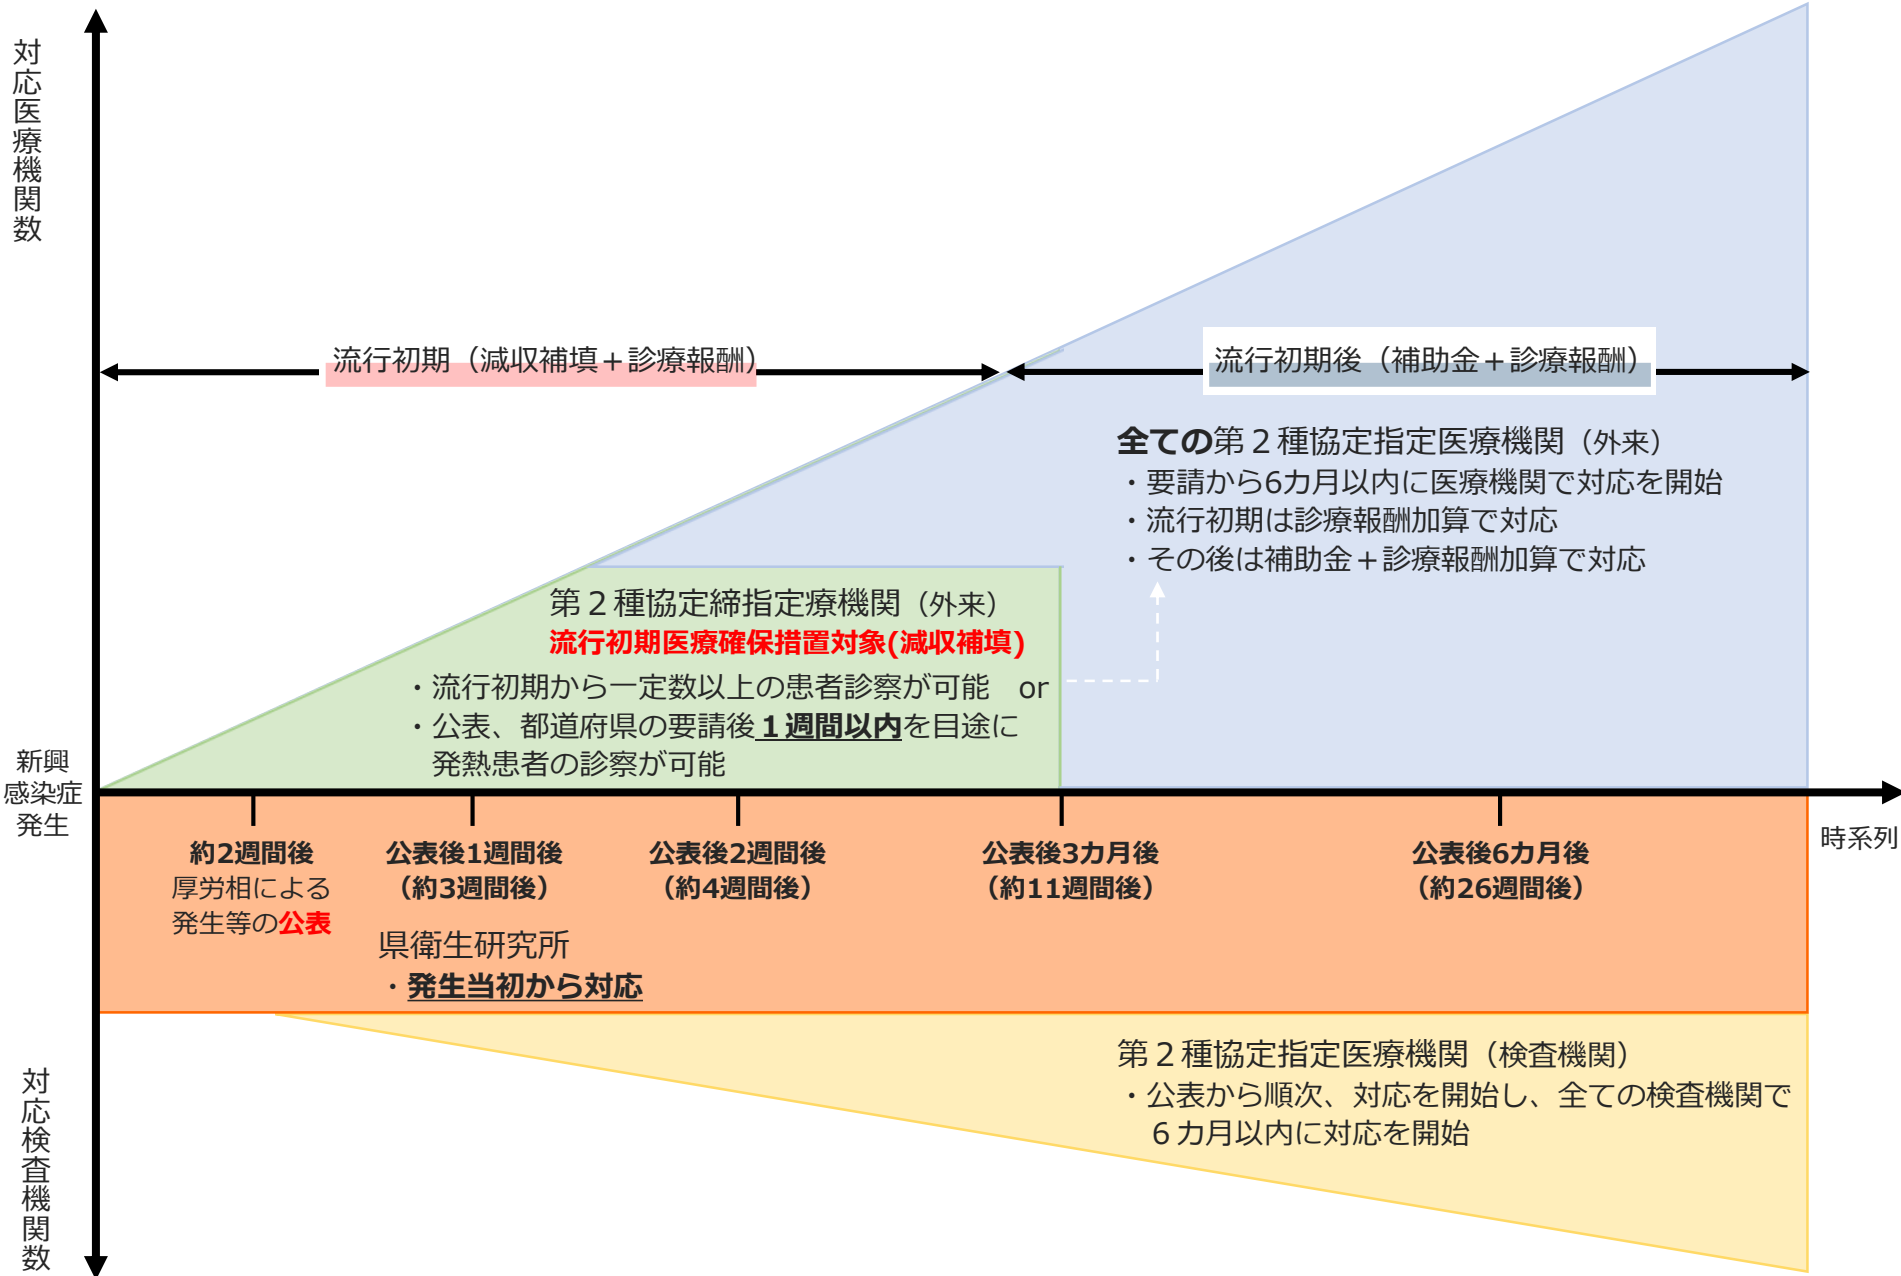 対応医療機関数
流行初期（減収補填＋診療報酬）
流行初期後（補助金＋診療報酬）
全ての第２種協定指定医療機関（外来）
・要請から6カ月以内に医療機関で対応を開始
・流行初期は診療報酬加算で対応
・その後は補助金＋診療報酬加算で対応
第２種協定締指定療機関（外来）
流行初期医療確保措置対象(減収補填)
・流行初期から一定数以上の患者診察が可能　or
・公表、都道府県の要請後１週間以内を目途に
発熱患者の診察が可能
新興
感染症
発生
時系列
約2週間後
厚労相による
発生等の公表
公表後1週間後
（約3週間後）
公表後2週間後
（約4週間後）
公表後3カ月後
（約11週間後）
公表後6カ月後
（約26週間後）
県衛生研究所
・発生当初から対応
第２種協定指定医療機関（検査機関）
・公表から順次、対応を開始し、全ての検査機関で
６カ月以内に対応を開始
対応検査機関数